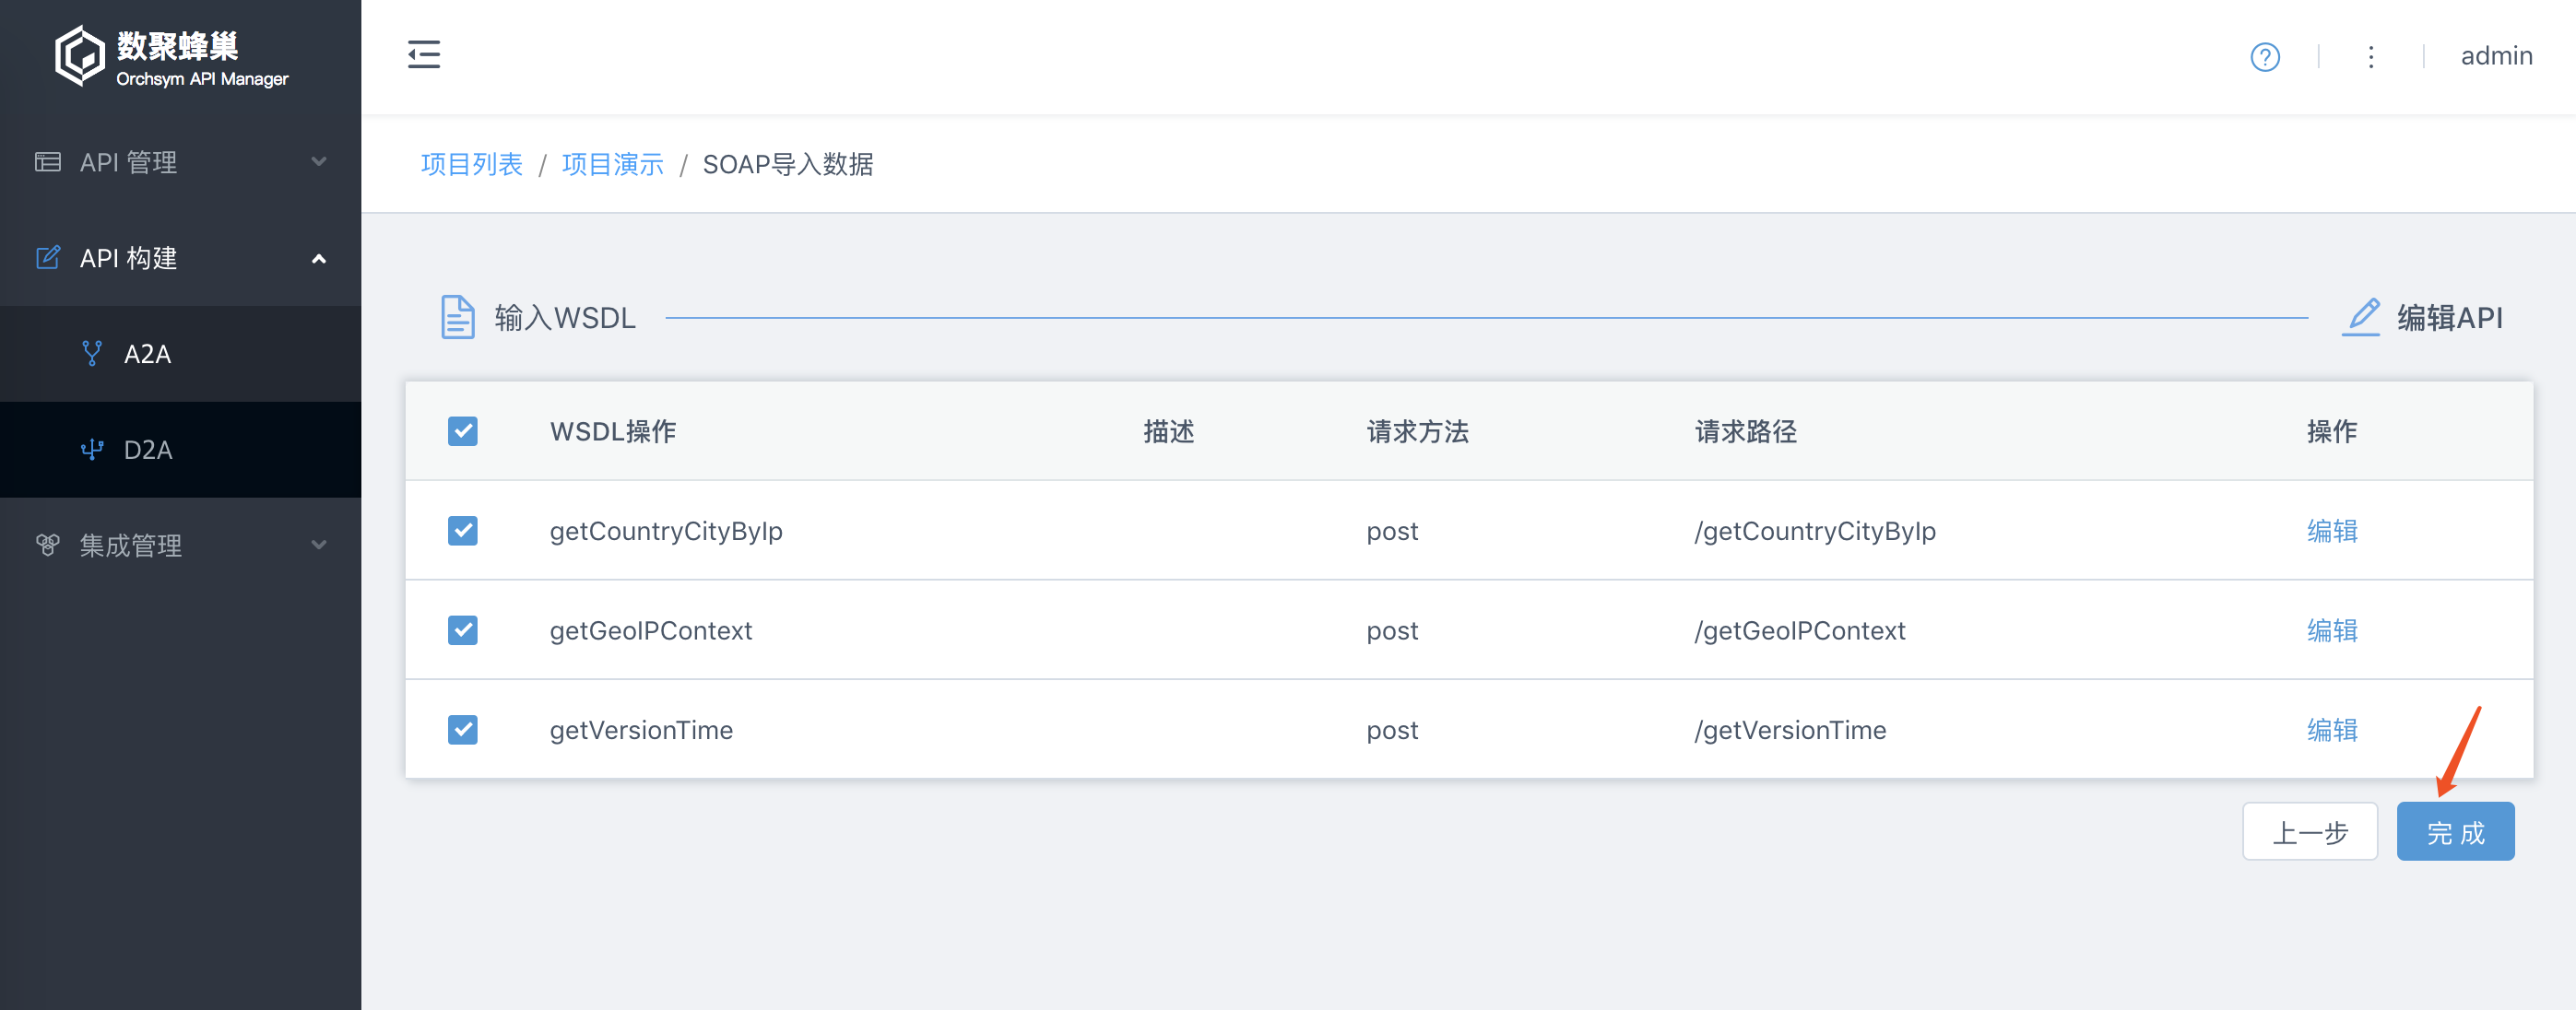 数聚蜂巢
Orchsym API Manager
admin
API 管理
API 构建
A2A
D2A
集成管理
项目列表 / 项目演示 / SOAP导入数据
输入WSDL 编辑API
WSDL操作 描述 请求方法 请求路径 操作
getCountryCityByIp post /getCountryCityByIp 编辑
getGeoIPContext post /getGeoIPContext 编辑
getVersionTime post /getVersionTime 编辑
上一步 完 成